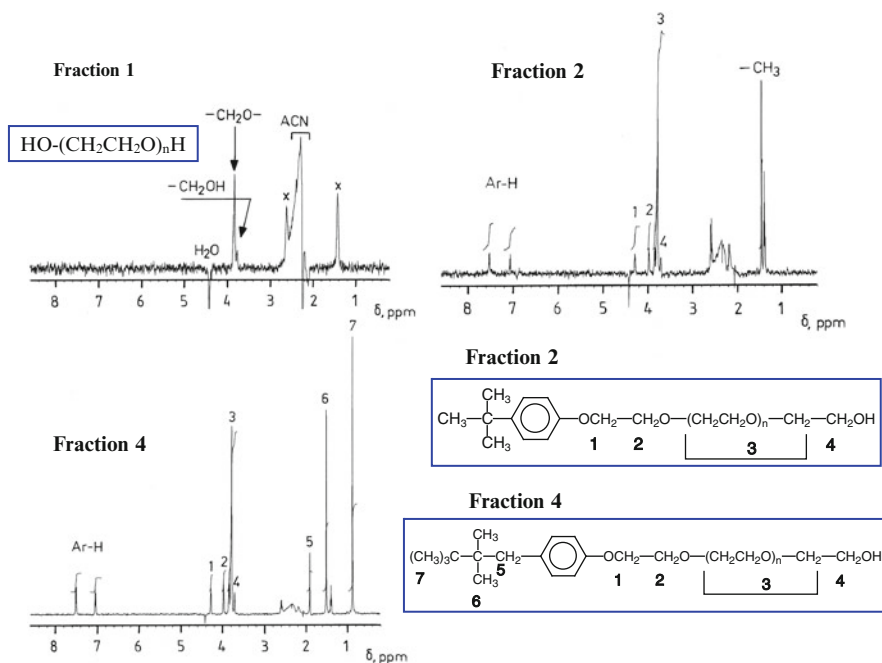 Fraction 1
HO-(CH₂CH₂O)ₙH
−CH₂O−
ACN
−CH₂OH
x
x
H₂O
8 7 6 5 4 3 2 1
δ, ppm
Fraction 2
3
−CH₃
Ar-H
1 2
4
8 7 6 5 4 3 2 1
δ, ppm
Fraction 4
7
6
3
5
Ar-H
1 2
4
8 7 6 5 4 3 2 1
δ, ppm
Fraction 2
CH₃
CH₃ C OCH₂ CH₂O (CH₂CH₂O)ₙ CH₂ CH₂OH
CH₃
1 2 3 4
Fraction 4
CH₃
(CH₃)₃ C CH₂ OCH₂ CH₂O (CH₂CH₂O)ₙ CH₂ CH₂OH
7 CH₃ 5 1 2 3 4
6